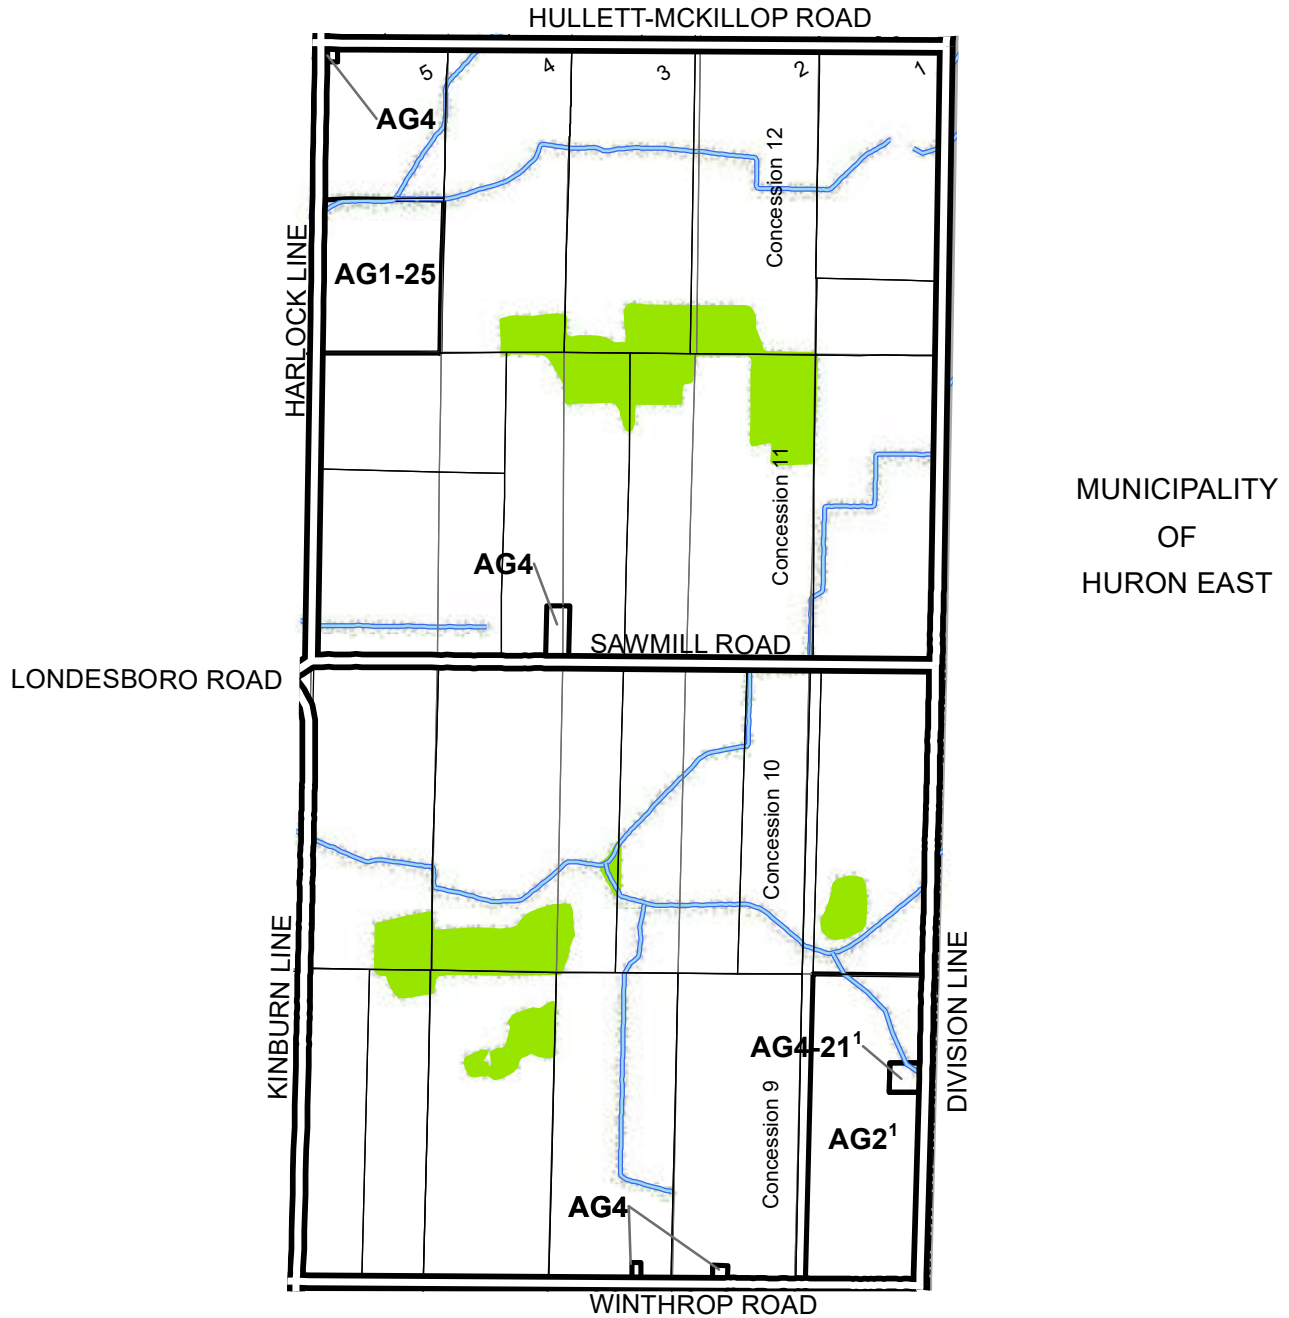 HULLETT-MCKILLOP ROAD
5
4
3
2
1
AG4
Concession 12
HARLOCK LINE
AG1-25
Concession 11
MUNICIPALITY
OF
HURON EAST
AG4
SAWMILL ROAD
LONDESBORO ROAD
Concession 10
KINBURN LINE
DIVISION LINE
AG4-21¹
Concession 9
AG2¹
AG4
WINTHROP ROAD